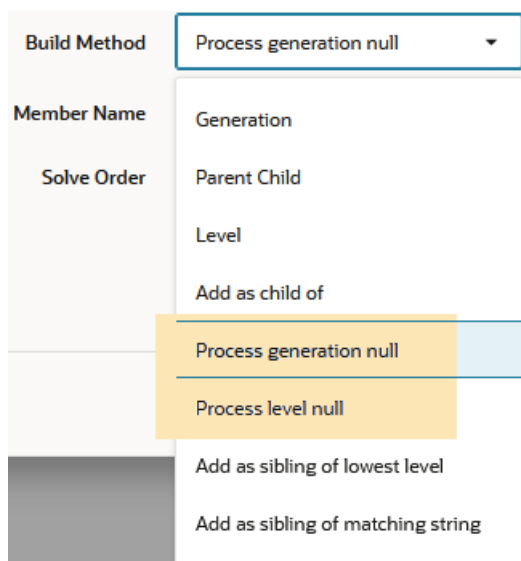 Build Method
Process generation null
Member Name
Generation
Solve Order
Parent Child
Level
Add as child of
Process generation null
Process level null
Add as sibling of lowest level
Add as sibling of matching string